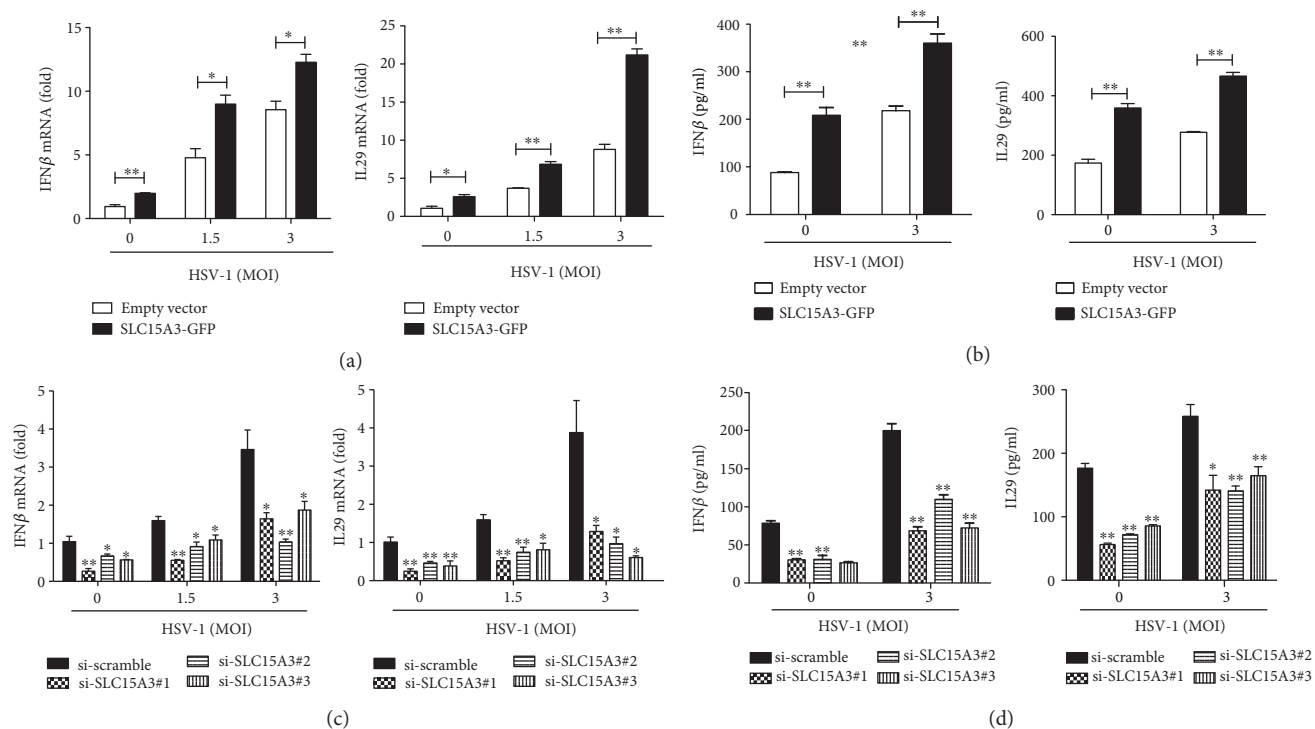 IFNβ mRNA (fold)
15
10
5
0
**
*
*
0
1.5
3
HSV-1 (MOI)
Empty vector
SLC15A3-GFP
IL29 mRNA (fold)
25
20
15
10
5
0
*
**
**
0
1.5
3
HSV-1 (MOI)
Empty vector
SLC15A3-GFP
(a)
IFNβ (pg/ml)
400
300
200
100
400
0
**
**
**
0
3
HSV-1 (MOI)
Empty vector
SLC15A3-GFP
IL29 (pg/ml)
600
400
200
0
**
**
0
3
HSV-1 (MOI)
Empty vector
SLC15A3-GFP
(b)
IFNβ mRNA (fold)
5
4
3
2
1
0
** * *
** * *
* ** *
0
1.5
3
HSV-1 (MOI)
si-scramble
si-SLC15A3#1
si-SLC15A3#2
si-SLC15A3#3
IL29 mRNA (fold)
5
4
3
2
1
0
** ** **
** ** *
* * *
0
1.5
3
HSV-1 (MOI)
si-scramble
si-SLC15A3#1
si-SLC15A3#2
si-SLC15A3#3
(c)
IFNβ (pg/ml)
250
200
150
100
50
0
** **
** ** **
0
3
HSV-1 (MOI)
si-scramble
si-SLC15A3#1
si-SLC15A3#2
si-SLC15A3#3
IL29 (pg/ml)
300
200
100
0
** ** **
* ** **
0
3
HSV-1 (MOI)
si-scramble
si-SLC15A3#1
si-SLC15A3#2
si-SLC15A3#3
(d)